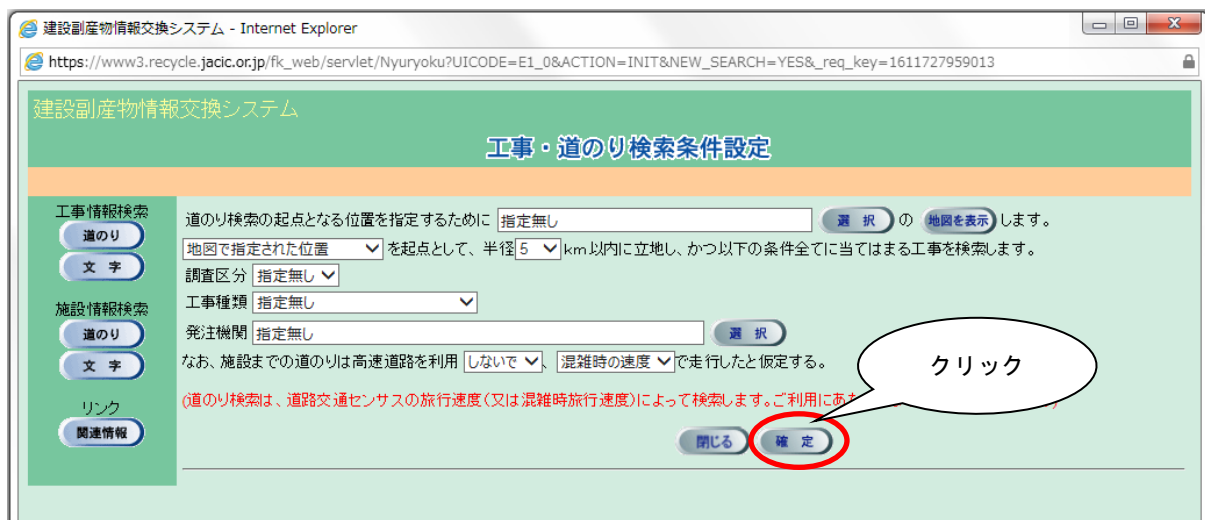 建設副産物情報交換システム - Internet Explorer
https://www3.recycle.jacic.or.jp/fk_web/servlet/Nyuryoku?UICODE=E1_0&ACTION=INIT&NEW_SEARCH=YES&_req_key=1611727959013
建設副産物情報交換システム
工事・道のり検索条件設定
工事情報検索
道のり
文 字
施設情報検索
道のり
文 字
リンク
関連情報
道のり検索の起点となる位置を指定するために 指定無し 選 択 の 地図を表示 します。
地図で指定された位置 を起点として、半径 5 km以内に立地し、かつ以下の条件全てに当てはまる工事を検索します。
調査区分 指定無し
工事種類 指定無し
発注機関 指定無し 選 択
なお、施設までの道のりは高速道路を利用 しないで 、 混雑時の速度 で走行したと仮定する。
(道のり検索は、道路交通センサスの旅行速度(又は混雑時旅行速度)によって検索します。ご利用にあ
閉じる 確 定
クリック